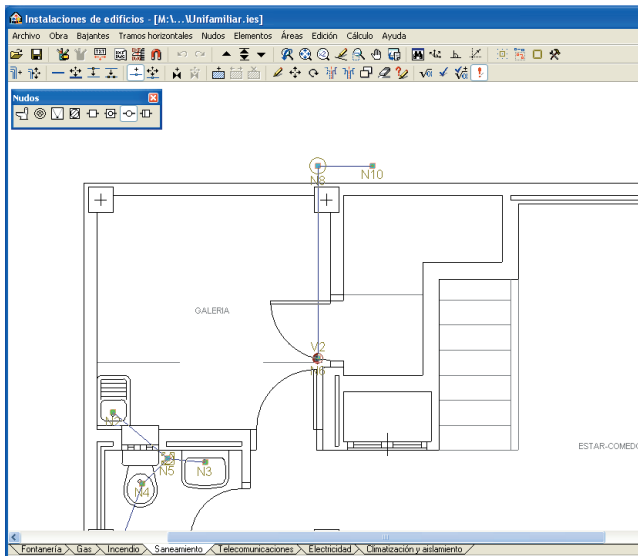 Instalaciones de edificios - [M:\...\Unifamiliar.ies]
Archivo Obra Bajantes Tramos horizontales Nudos Elementos Áreas Edición Cálculo Ayuda
Nudos
N8
N10
GALERIA
V2
N6
N2
ESTAR-COMEDO
N5
N3
N4
Fontanería Gas Incendio Saneamiento Telecomunicaciones Electricidad Climatización y aislamiento